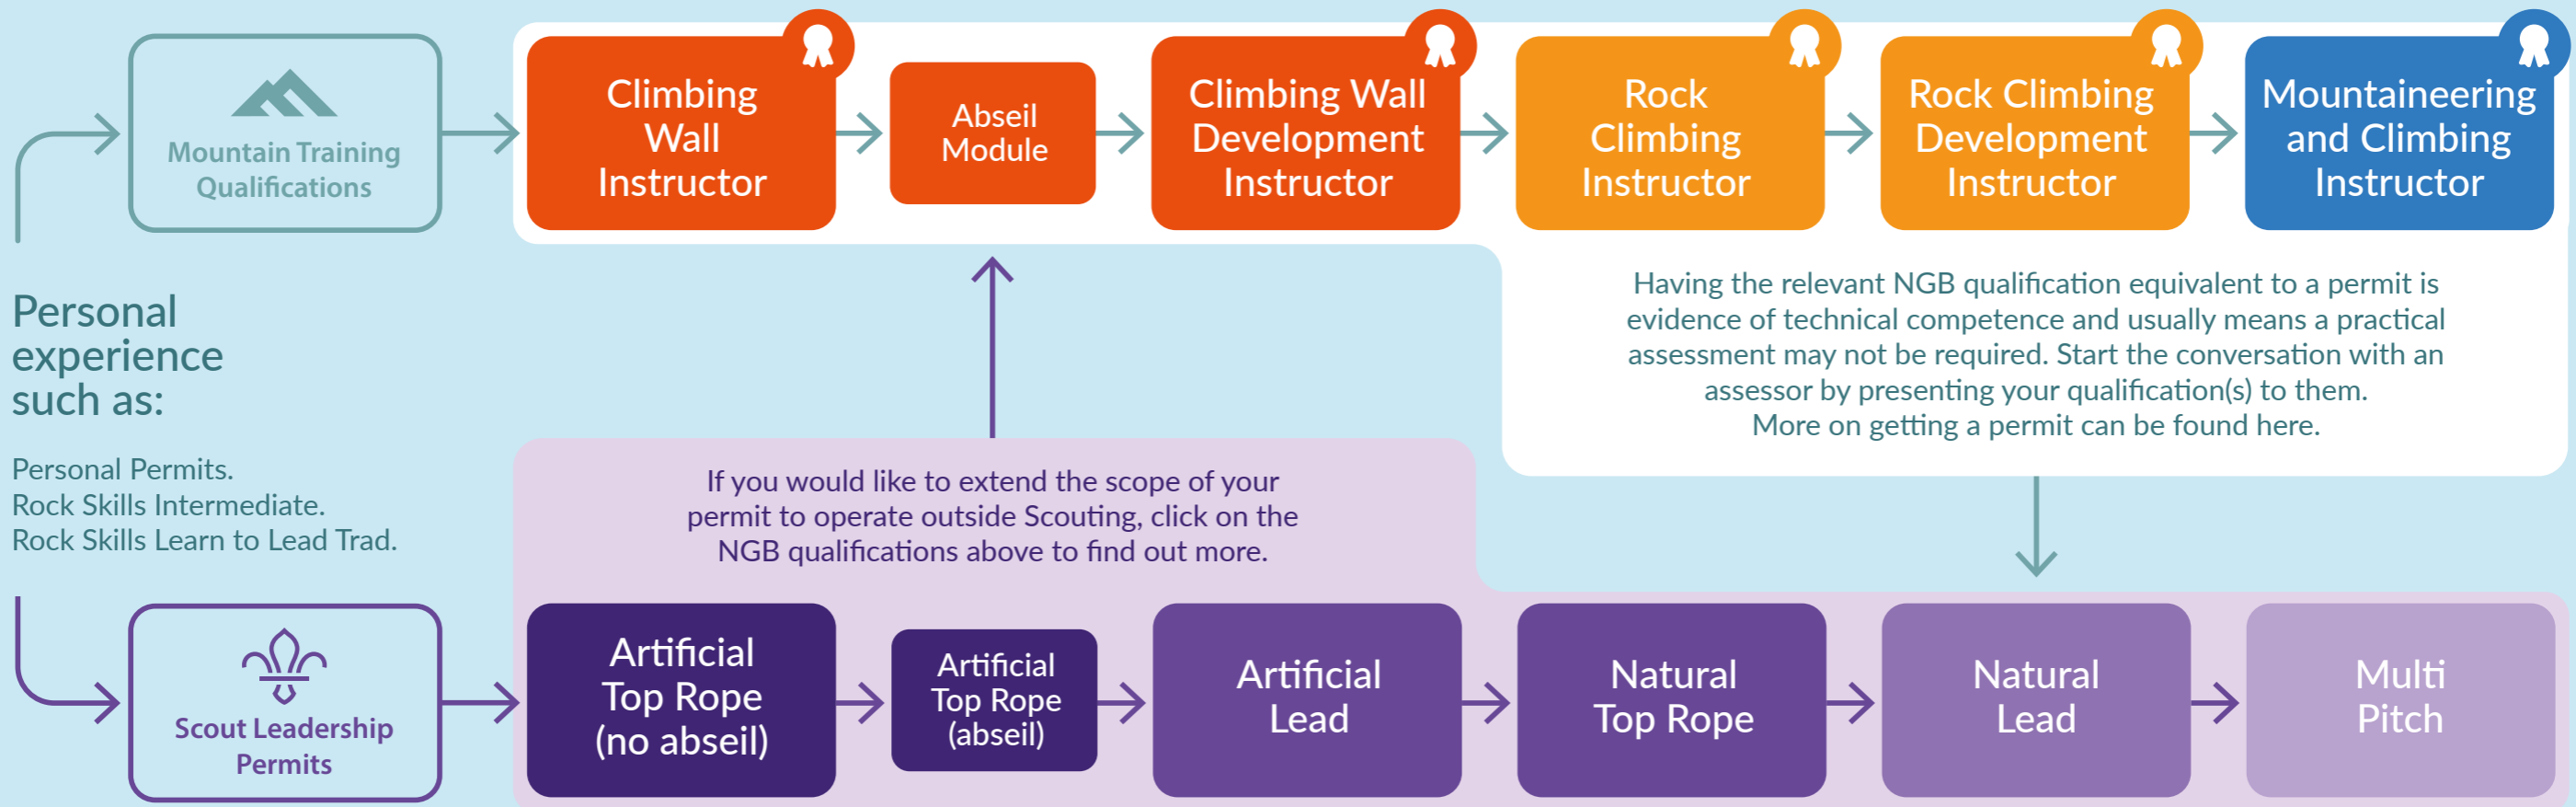 Mountain Training
Qualifications
Climbing
Wall
Instructor
Abseil
Module
Climbing Wall
Development
Instructor
Rock
Climbing
Instructor
Rock Climbing
Development
Instructor
Mountaineering
and Climbing
Instructor
Personal
experience
such as:
Personal Permits.
Rock Skills Intermediate.
Rock Skills Learn to Lead Trad.
Having the relevant NGB qualification equivalent to a permit is
evidence of technical competence and usually means a practical
assessment may not be required. Start the conversation with an
assessor by presenting your qualification(s) to them.
More on getting a permit can be found here.
If you would like to extend the scope of your
permit to operate outside Scouting, click on the
NGB qualifications above to find out more.
Scout Leadership
Permits
Artificial
Top Rope
(no abseil)
Artificial
Top Rope
(abseil)
Artificial
Lead
Natural
Top Rope
Natural
Lead
Multi
Pitch